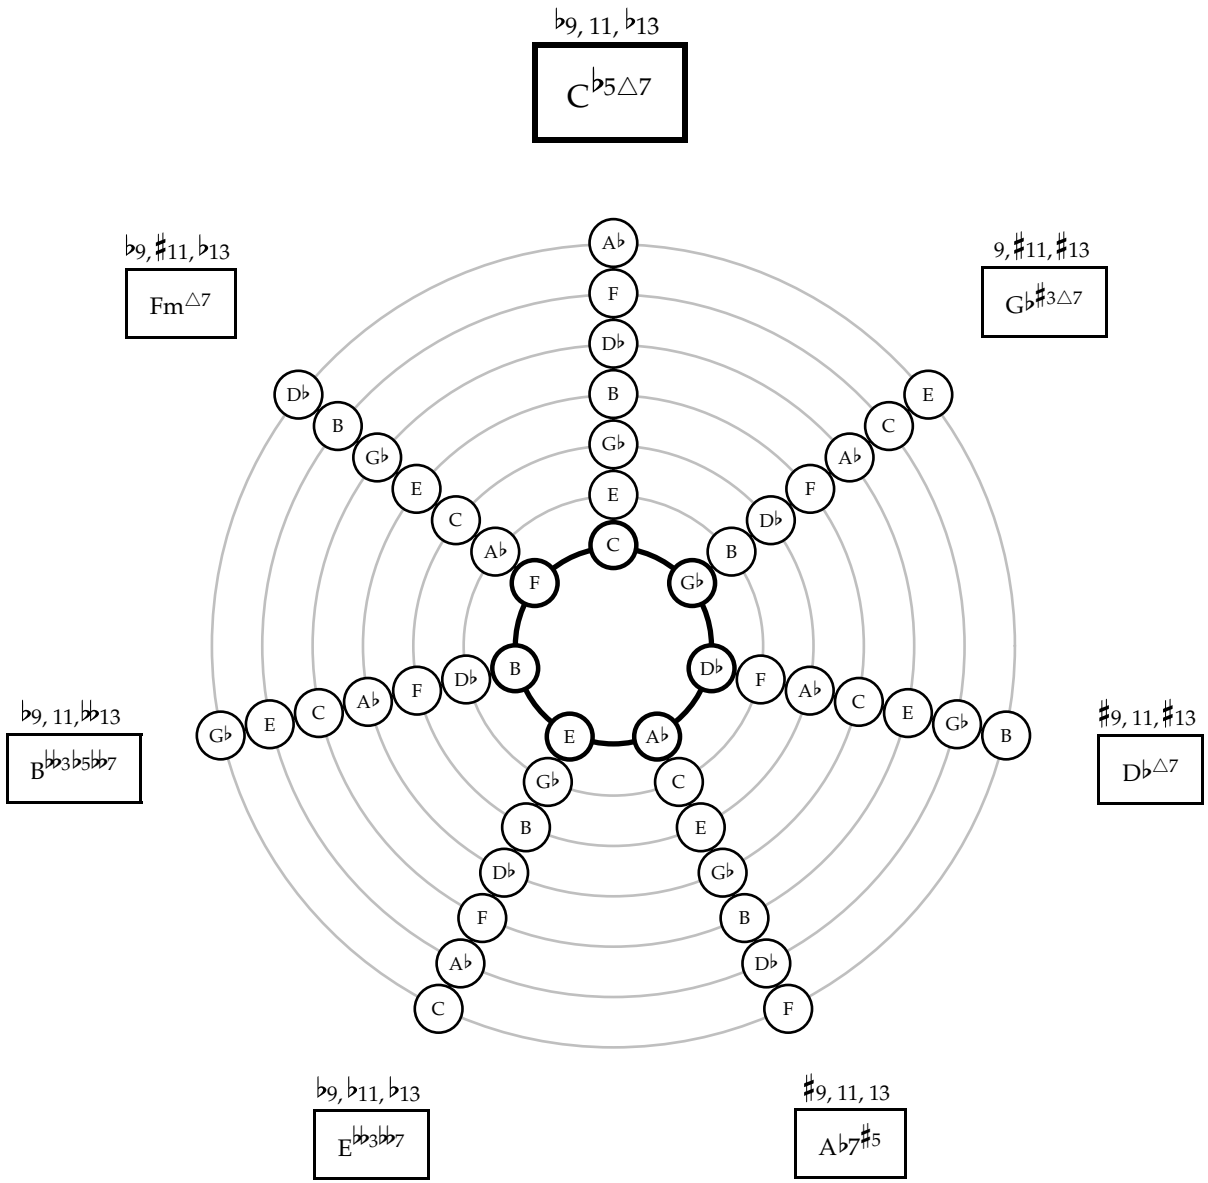 ♭9, 11, ♭13
C♭5△7
♭9, ♯11, ♭13
Fm△7
9, ♯11, ♯13
G♭♯3△7
A♭
F
D♭
B
G♭
E
C
D♭
B
G♭
E
C
A♭
F
E
C
A♭
F
D♭
B
G♭
♭9, 11, ♭♭13
B♭♭3♭5♭♭7
G♭
E
C
A♭
F
D♭
B
D♭
F
A♭
C
E
G♭
B
♯9, 11, ♯13
D♭△7
E
G♭
B
D♭
F
A♭
C
A♭
C
E
G♭
B
D♭
F
♭9, ♭11, ♭13
E♭♭3♭♭7
♯9, 11, 13
A♭7♯5